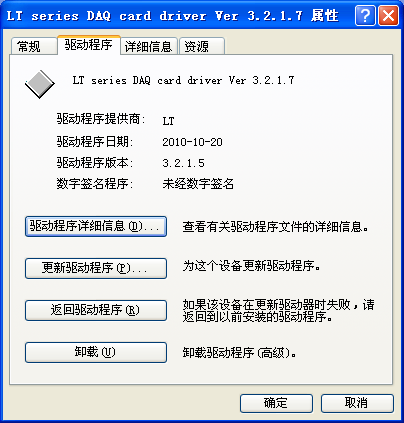 LT series DAQ card driver Ver 3.2.1.7 属性
常规 驱动程序 详细信息 资源
LT series DAQ card driver Ver 3.2.1.7
驱动程序提供商: LT
驱动程序日期: 2010-10-20
驱动程序版本: 3.2.1.5
数字签名程序: 未经数字签名
驱动程序详细信息(D)... 查看有关驱动程序文件的详细信息。
更新驱动程序(P)... 为这个设备更新驱动程序。
返回驱动程序(R) 如果该设备在更新驱动器时失败，请
返回到以前安装的驱动程序。
卸载(U) 卸载驱动程序(高级)。
确定 取消